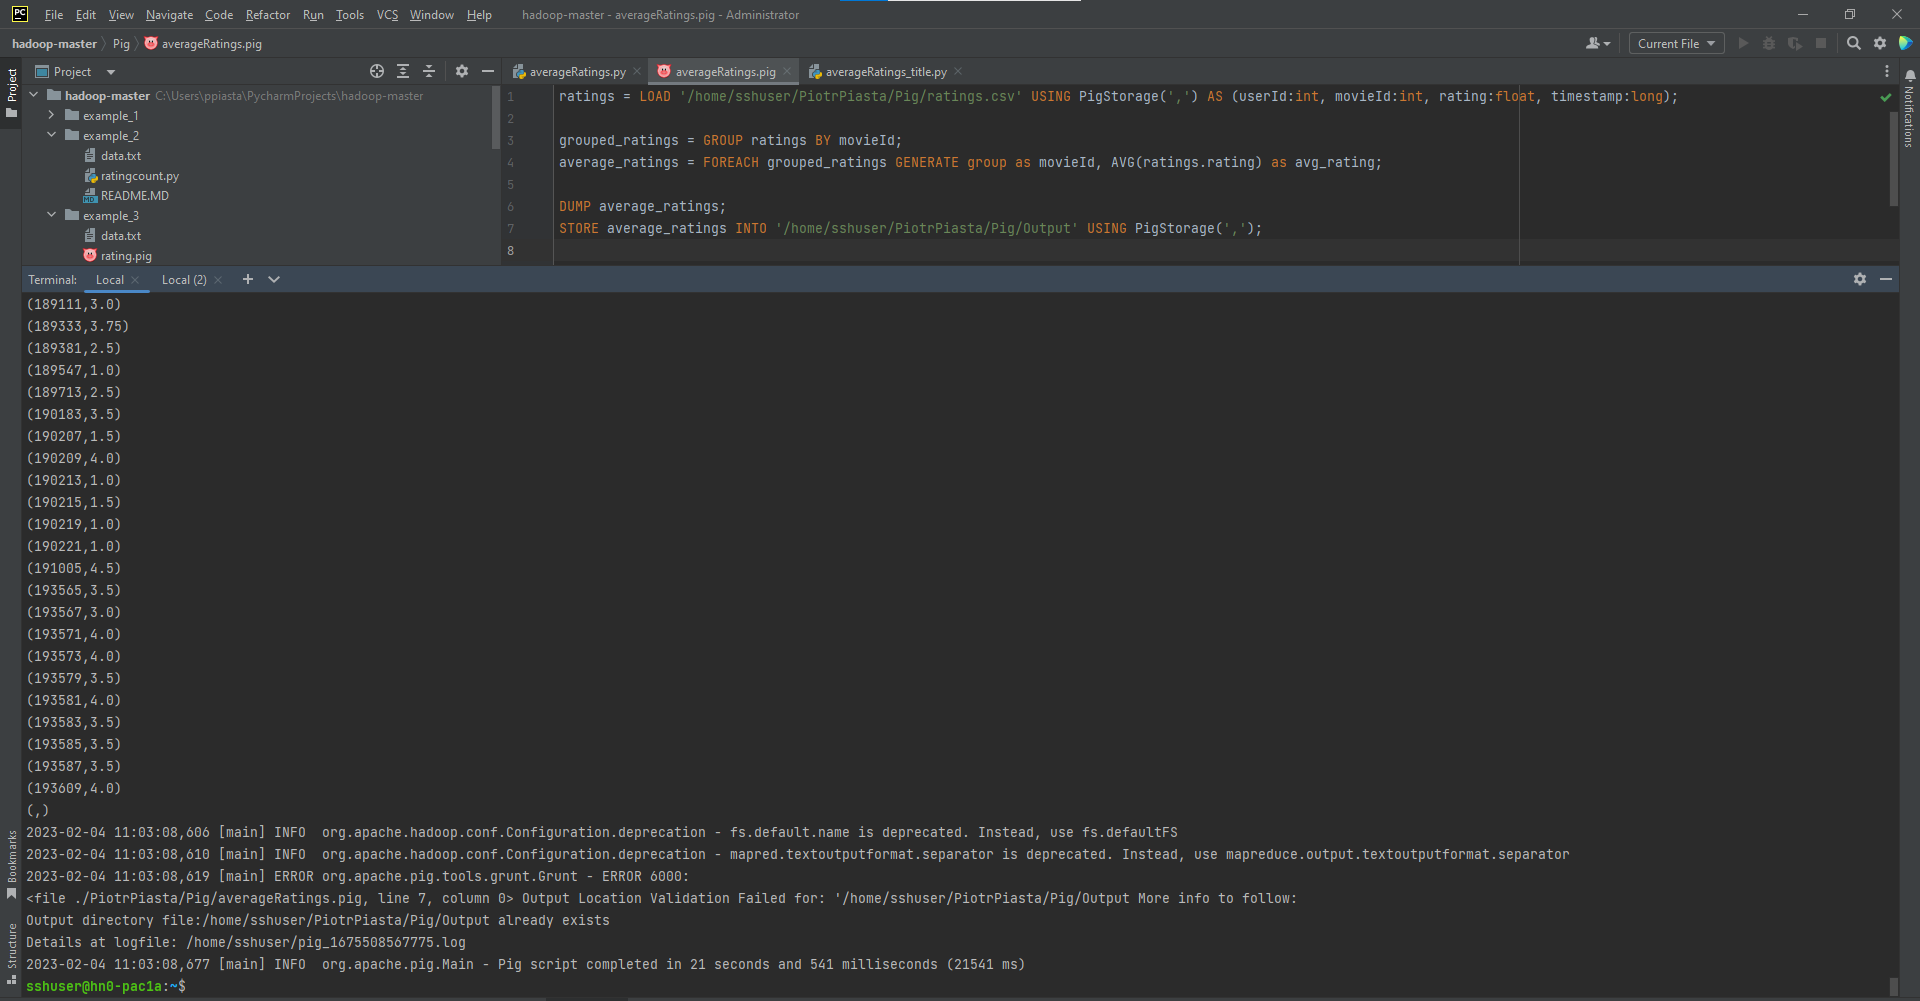 PC File Edit View Navigate Code Refactor Run Tools VCS Window Help hadoop-master - averageRatings.pig - Administrator
hadoop-master Pig averageRatings.pig Current File
Project Project averageRatings.py averageRatings.pig averageRatings_title.py
hadoop-master C:\Users\ppiasta\PycharmProjects\hadoop-master
example_1
example_2
data.txt
ratingcount.py
README.MD
example_3
data.txt
rating.pig
1 ratings = LOAD '/home/sshuser/PiotrPiasta/Pig/ratings.csv' USING PigStorage(',') AS (userId:int, movieId:int, rating:float, timestamp:long);
2
3 grouped_ratings = GROUP ratings BY movieId;
4 average_ratings = FOREACH grouped_ratings GENERATE group as movieId, AVG(ratings.rating) as avg_rating;
5
6 DUMP average_ratings;
7 STORE average_ratings INTO '/home/sshuser/PiotrPiasta/Pig/Output' USING PigStorage(',');
8
Notifications
Terminal: Local Local (2)
(189111,3.0)
(189333,3.75)
(189381,2.5)
(189547,1.0)
(189713,2.5)
(190183,3.5)
(190207,1.5)
(190209,4.0)
(190213,1.0)
(190215,1.5)
(190219,1.0)
(190221,1.0)
(191005,4.5)
(193565,3.5)
(193567,3.0)
(193571,4.0)
(193573,4.0)
(193579,3.5)
(193581,4.0)
(193583,3.5)
(193585,3.5)
(193587,3.5)
(193609,4.0)
(,)
2023-02-04 11:03:08,606 [main] INFO  org.apache.hadoop.conf.Configuration.deprecation - fs.default.name is deprecated. Instead, use fs.defaultFS
2023-02-04 11:03:08,610 [main] INFO  org.apache.hadoop.conf.Configuration.deprecation - mapred.textoutputformat.separator is deprecated. Instead, use mapreduce.output.textoutputformat.separator
2023-02-04 11:03:08,619 [main] ERROR org.apache.pig.tools.grunt.Grunt - ERROR 6000:
<file ./PiotrPiasta/Pig/averageRatings.pig, line 7, column 0> Output Location Validation Failed for: '/home/sshuser/PiotrPiasta/Pig/Output More info to follow:
Output directory file:/home/sshuser/PiotrPiasta/Pig/Output already exists
Details at logfile: /home/sshuser/pig_1675508567775.log
2023-02-04 11:03:08,677 [main] INFO  org.apache.pig.Main - Pig script completed in 21 seconds and 541 milliseconds (21541 ms)
sshuser@hn0-pac1a:~$
Bookmarks
Structure